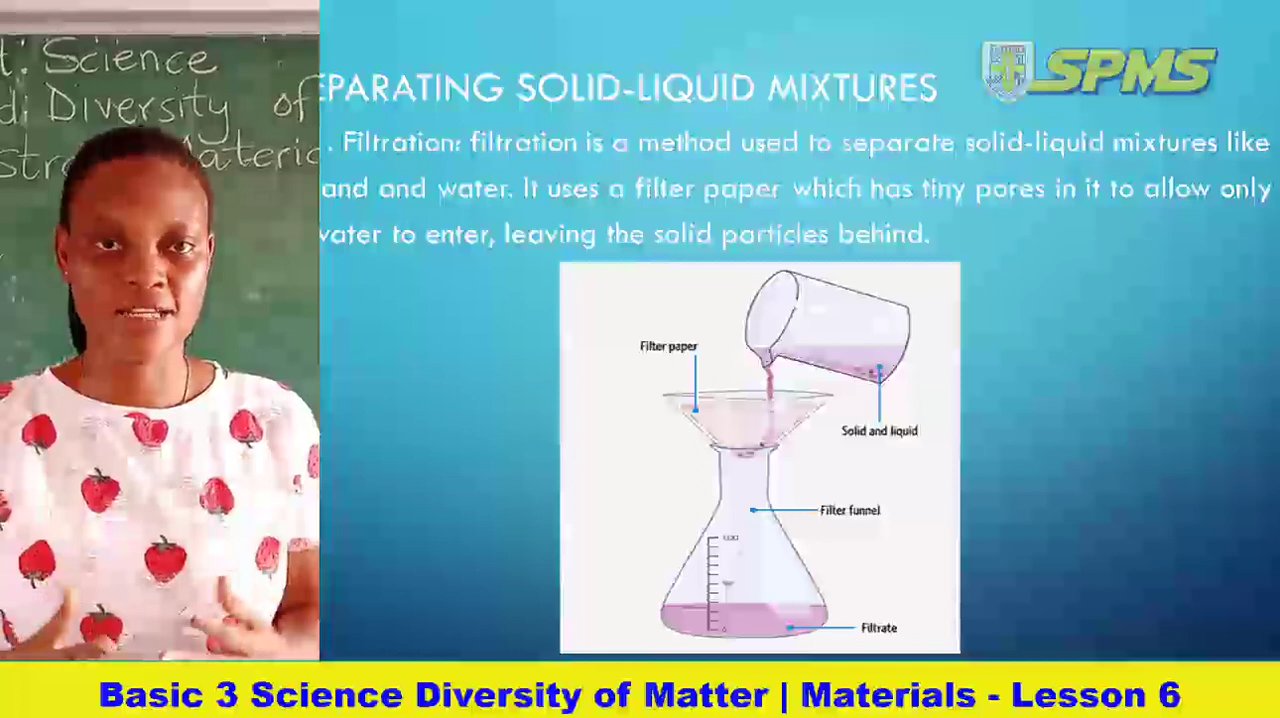 t: Science
d: Diversity of
stra Materia
EPARATING SOLID-LIQUID MIXTURES
SPMS
. Filtration: filtration is a method used to separate solid-liquid mixtures like
and and water. It uses a filter paper which has tiny pores in it to allow only
water to enter, leaving the solid particles behind.
Filter paper
Solid and liquid
Filter funnel
Filtrate
Basic 3 Science Diversity of Matter | Materials - Lesson 6